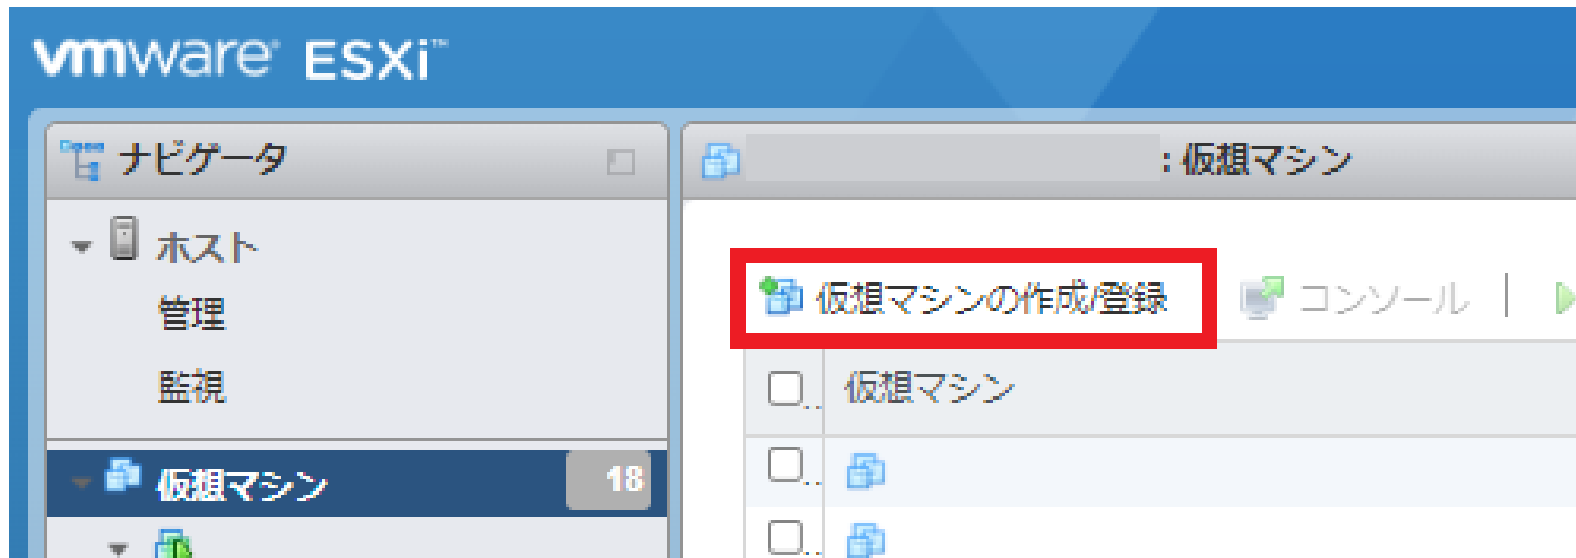 vmware ESXi™
ナビゲータ
: 仮想マシン
ホスト
管理
監視
仮想マシン 18
仮想マシンの作成/登録
コンソール
仮想マシン